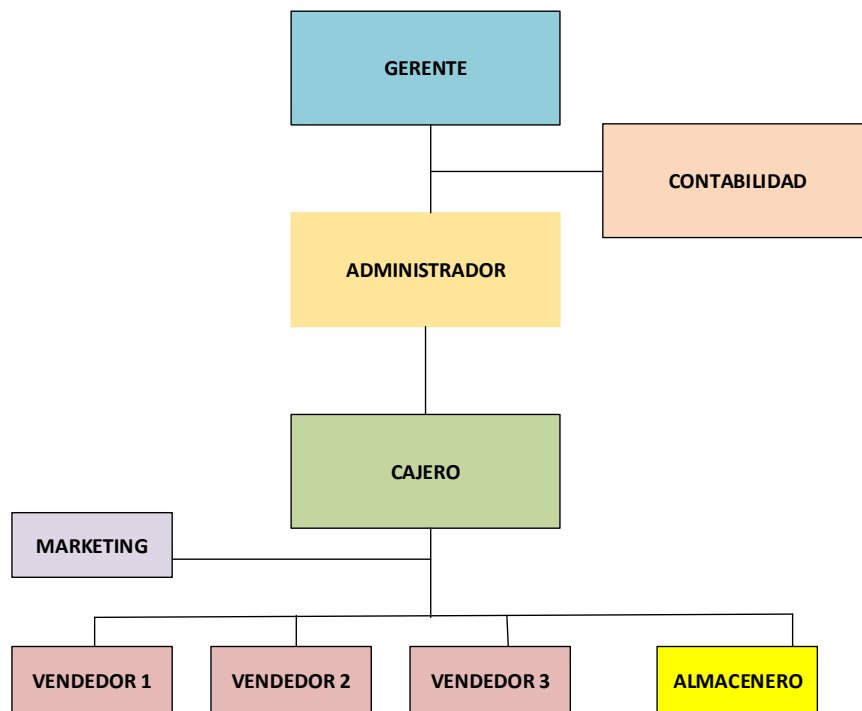 GERENTE
CONTABILIDAD
ADMINISTRADOR
CAJERO
MARKETING
VENDEDOR 1
VENDEDOR 2
VENDEDOR 3
ALMACENERO